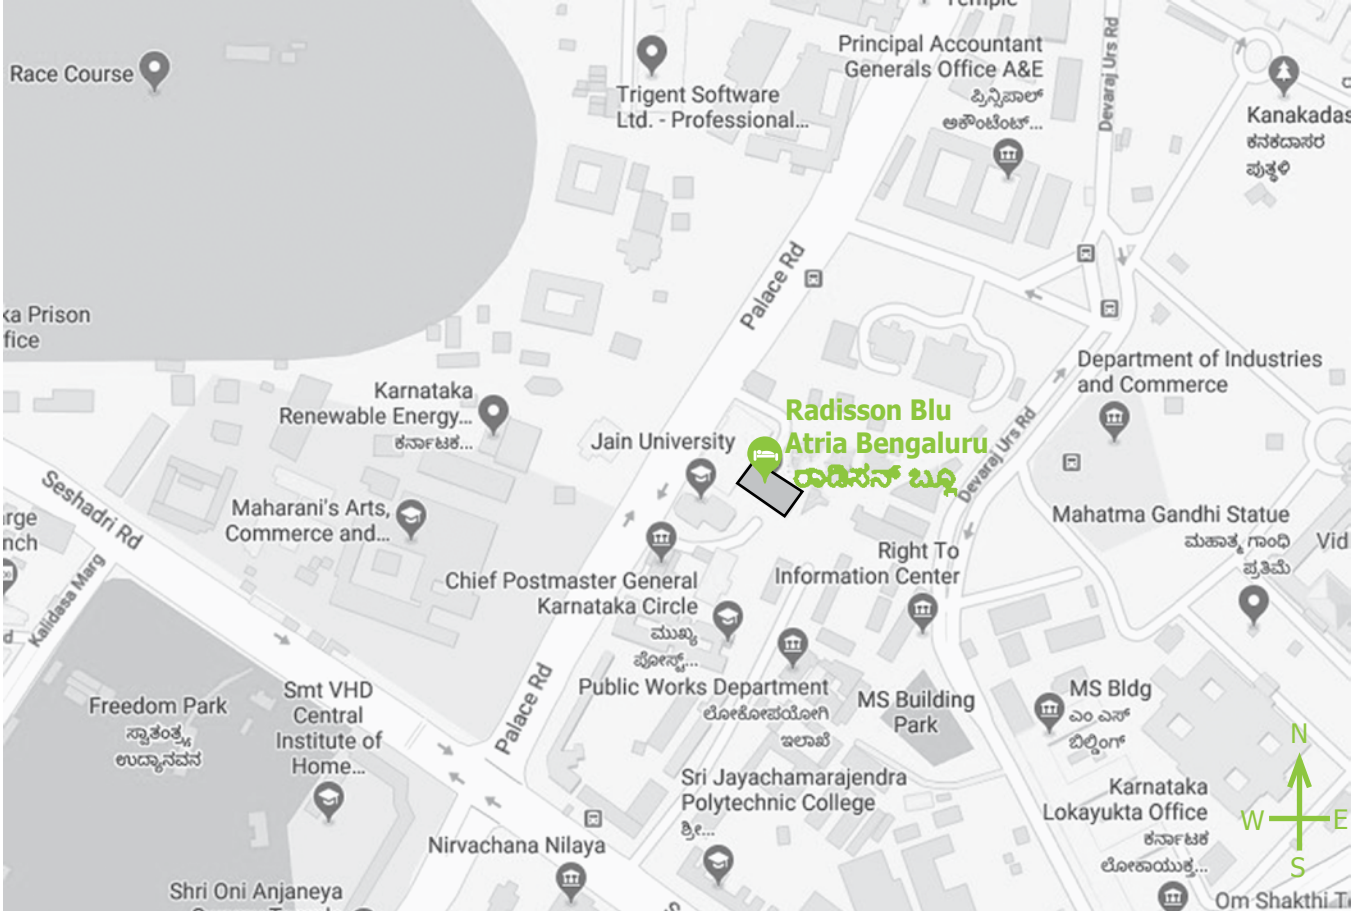 Temple
Race Course
Trigent Software
Ltd. - Professional...
Principal Accountant
Generals Office A&E
ಪ್ರಿನ್ಸಿಪಾಲ್
ಅಕೌಂಟೆಂಟ್...
Devaraj Urs Rd
Kanakadas
ಕನಕದಾಸರ
ಪುತ್ಥಳಿ
Palace Rd
ka Prison
fice
Department of Industries
and Commerce
Karnataka
Renewable Energy...
ಕರ್ನಾಟಕ...
Jain University
Radisson Blu
Atria Bengaluru
ರಾಡಿಸನ್ ಬ್ಲೂ
Devaraj Urs Rd
Seshadri Rd
Maharani's Arts,
Commerce and...
Mahatma Gandhi Statue
ಮಹಾತ್ಮ ಗಾಂಧಿ
ಪ್ರತಿಮೆ
Vid
arge
nch
Right To
Information Center
Chief Postmaster General
Karnataka Circle
ಮುಖ್ಯ
ಪೋಸ್ಟ್...
Kalidasa Marg
d
Palace Rd
Public Works Department
ಲೋಕೋಪಯೋಗಿ
ಇಲಾಖೆ
MS Building
Park
MS Bldg
ಎಂ ಎಸ್
ಬಿಲ್ಡಿಂಗ್
Freedom Park
ಸ್ವಾತಂತ್ರ್ಯ
ಉದ್ಯಾನವನ
Smt VHD
Central
Institute of
Home...
N
W
E
S
Sri Jayachamarajendra
Polytechnic College
ಶ್ರೀ...
Karnataka
Lokayukta Office
ಕರ್ನಾಟಕ
ಲೋಕಾಯುಕ್ತ...
Nirvachana Nilaya
Shri Oni Anjaneya
Om Shakthi Te